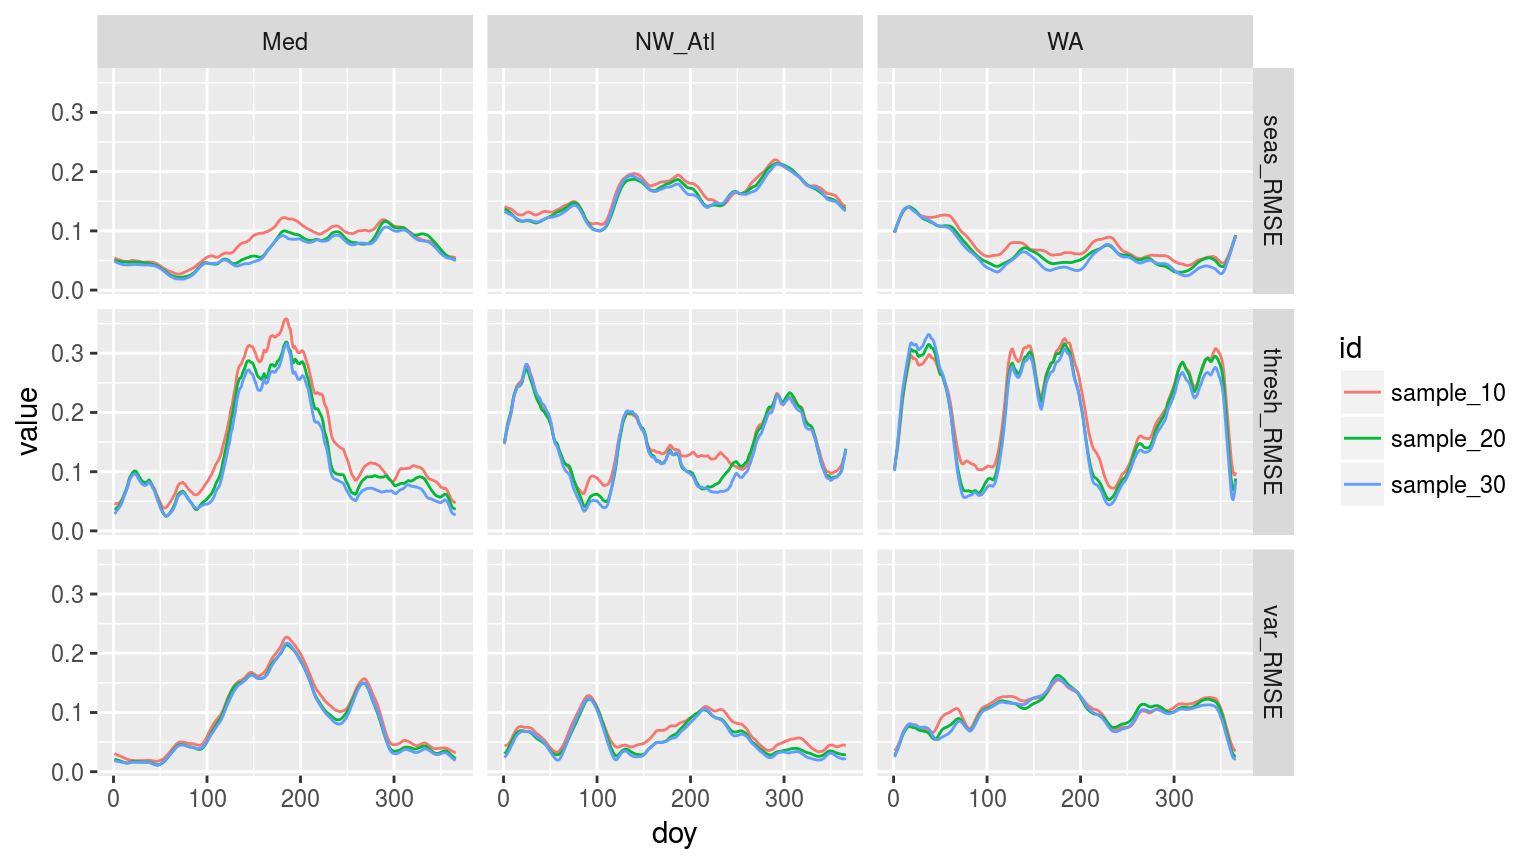 Med NW_Atl WA
0.3
0.2
0.1
0.0
seas_RMSE
0.3
0.2
0.1
0.0
thresh_RMSE
0.3
0.2
0.1
0.0
var_RMSE
value
0 100 200 300 0 100 200 300 0 100 200 300
doy
id
sample_10
sample_20
sample_30